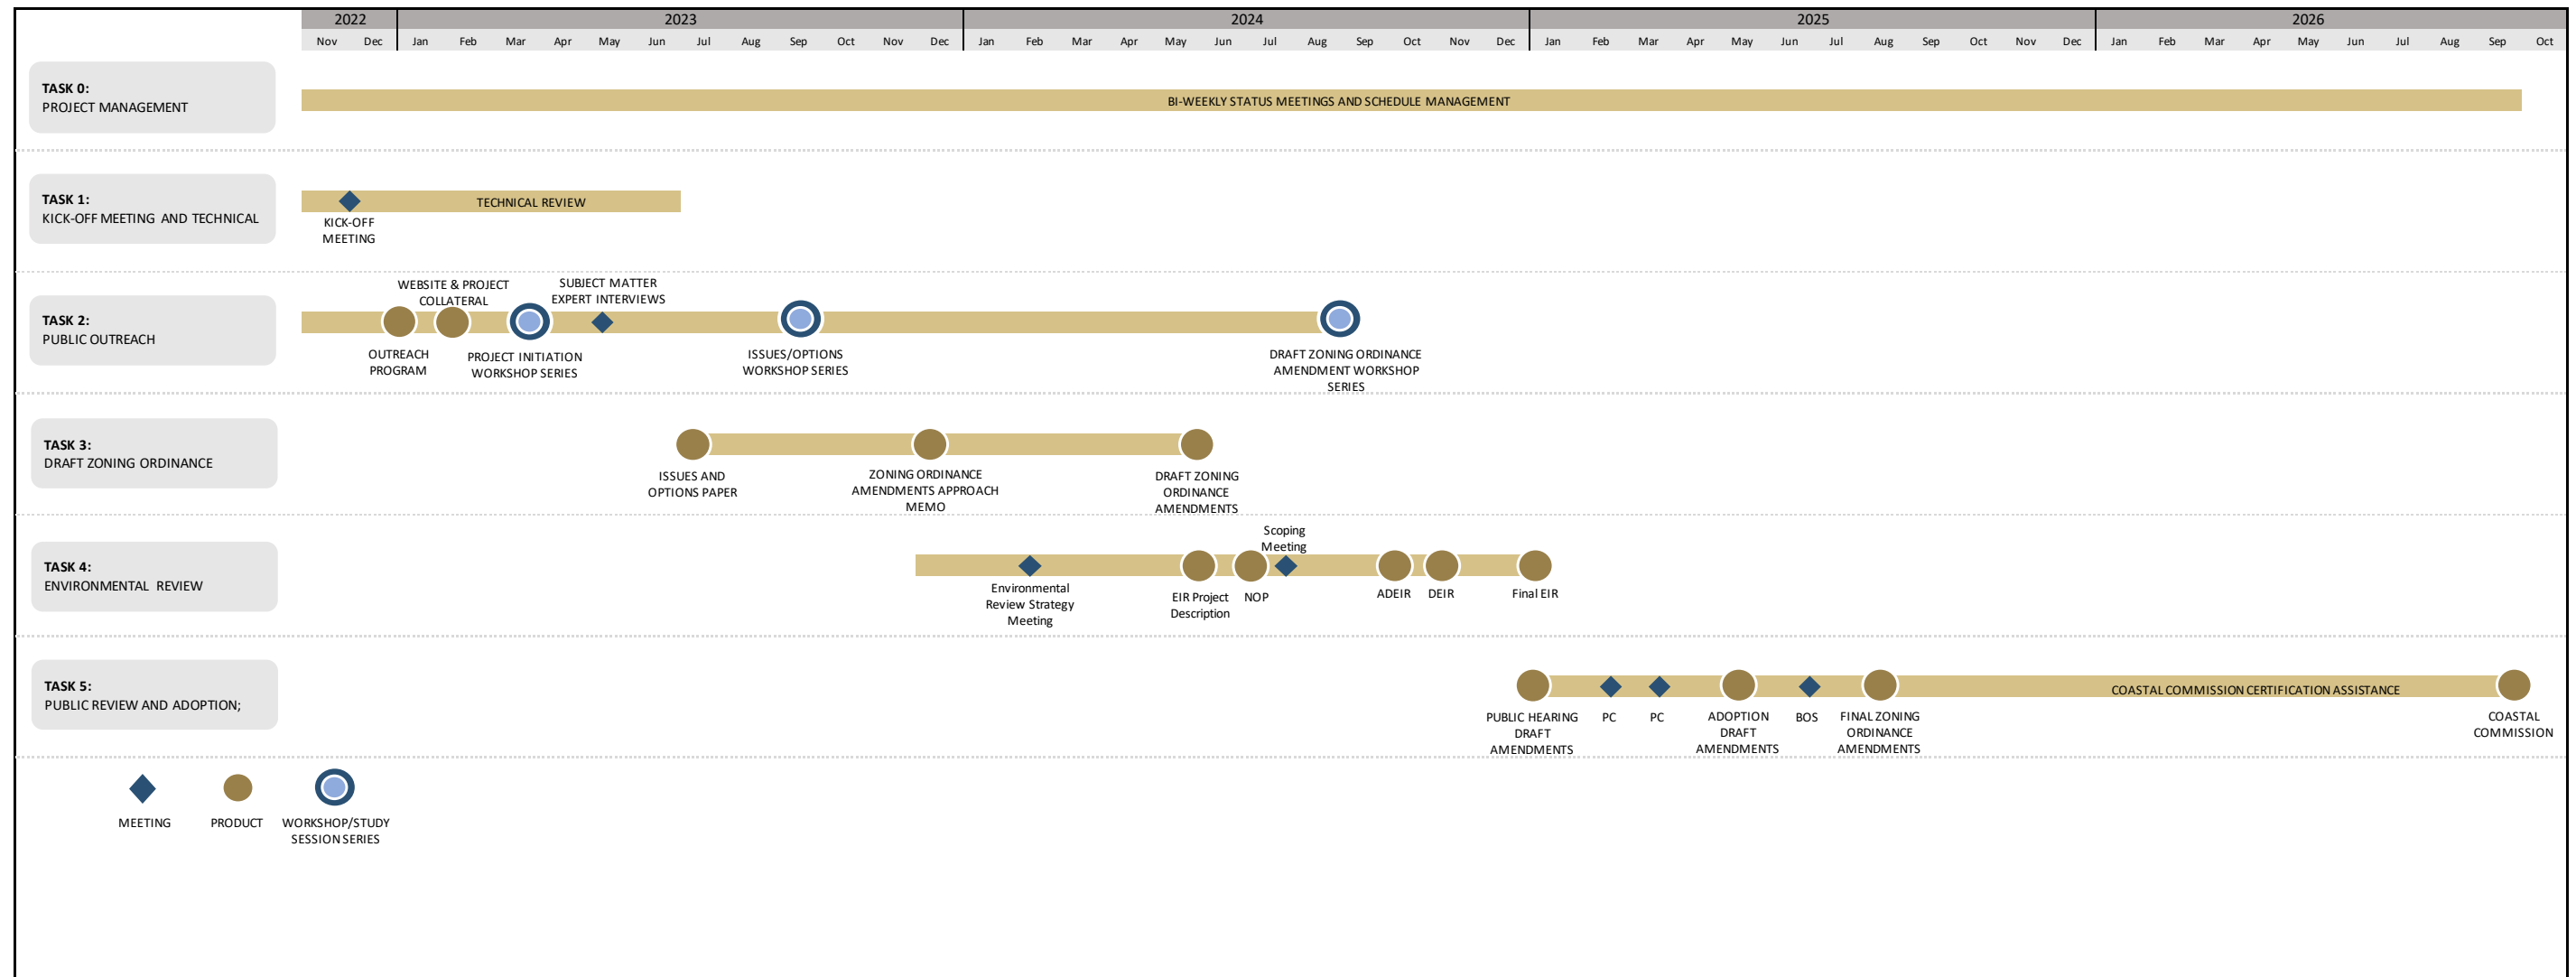 2022 2023 2024 2025 2026
Nov Dec Jan Feb Mar Apr May Jun Jul Aug Sep Oct Nov Dec Jan Feb Mar Apr May Jun Jul Aug Sep Oct Nov Dec Jan Feb Mar Apr May Jun Jul Aug Sep Oct Nov Dec Jan Feb Mar Apr May Jun Jul Aug Sep Oct
TASK 0:
PROJECT MANAGEMENT
BI-WEEKLY STATUS MEETINGS AND SCHEDULE MANAGEMENT
TASK 1:
KICK-OFF MEETING AND TECHNICAL
TECHNICAL REVIEW
KICK-OFF
MEETING
TASK 2:
PUBLIC OUTREACH
WEBSITE & PROJECT
COLLATERAL
SUBJECT MATTER
EXPERT INTERVIEWS
OUTREACH
PROGRAM
PROJECT INITIATION
WORKSHOP SERIES
ISSUES/OPTIONS
WORKSHOP SERIES
DRAFT ZONING ORDINANCE
AMENDMENT WORKSHOP
SERIES
TASK 3:
DRAFT ZONING ORDINANCE
ISSUES AND
OPTIONS PAPER
ZONING ORDINANCE
AMENDMENTS APPROACH
MEMO
DRAFT ZONING
ORDINANCE
AMENDMENTS
TASK 4:
ENVIRONMENTAL REVIEW
Environmental
Review Strategy
Meeting
EIR Project
Description
NOP
Scoping
Meeting
ADEIR
DEIR
Final EIR
TASK 5:
PUBLIC REVIEW AND ADOPTION;
COASTAL COMMISSION CERTIFICATION ASSISTANCE
PUBLIC HEARING
DRAFT
AMENDMENTS
PC
PC
ADOPTION
DRAFT
AMENDMENTS
BOS
FINAL ZONING
ORDINANCE
AMENDMENTS
COASTAL
COMMISSION
MEETING
PRODUCT
WORKSHOP/STUDY
SESSION SERIES